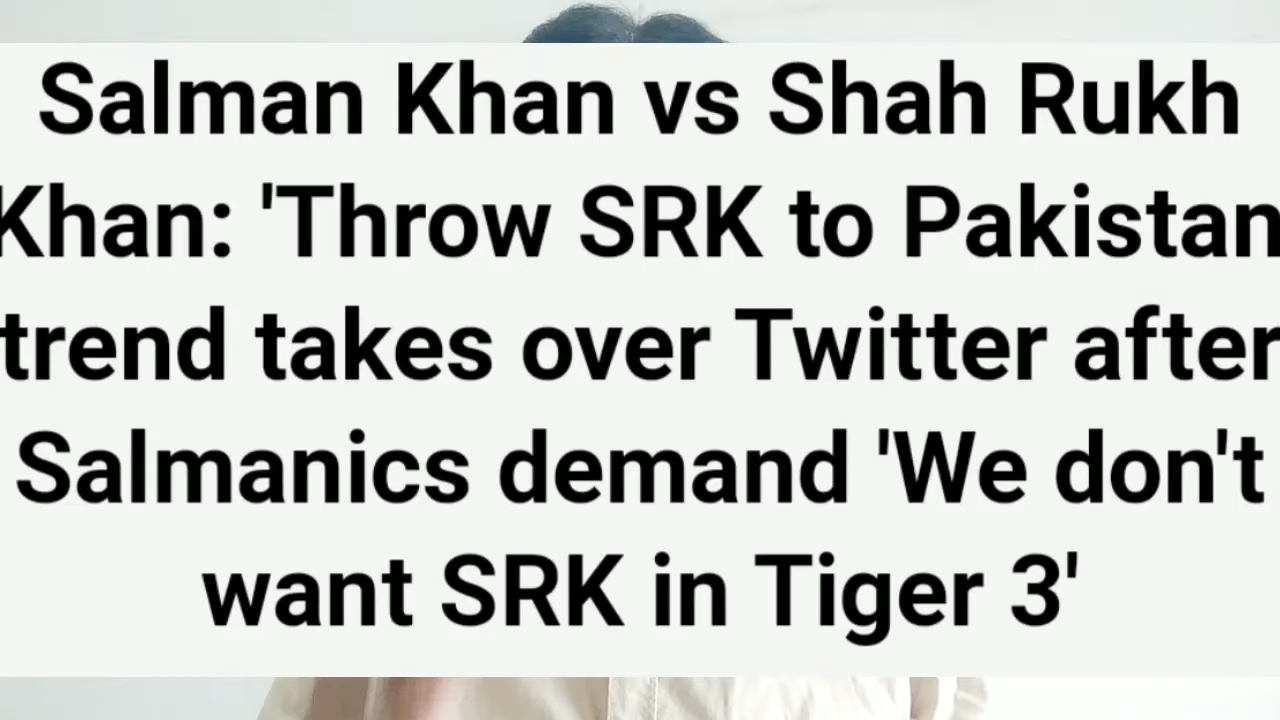 Salman Khan vs Shah Rukh
Khan: 'Throw SRK to Pakistan
trend takes over Twitter after
Salmanics demand 'We don't
want SRK in Tiger 3'